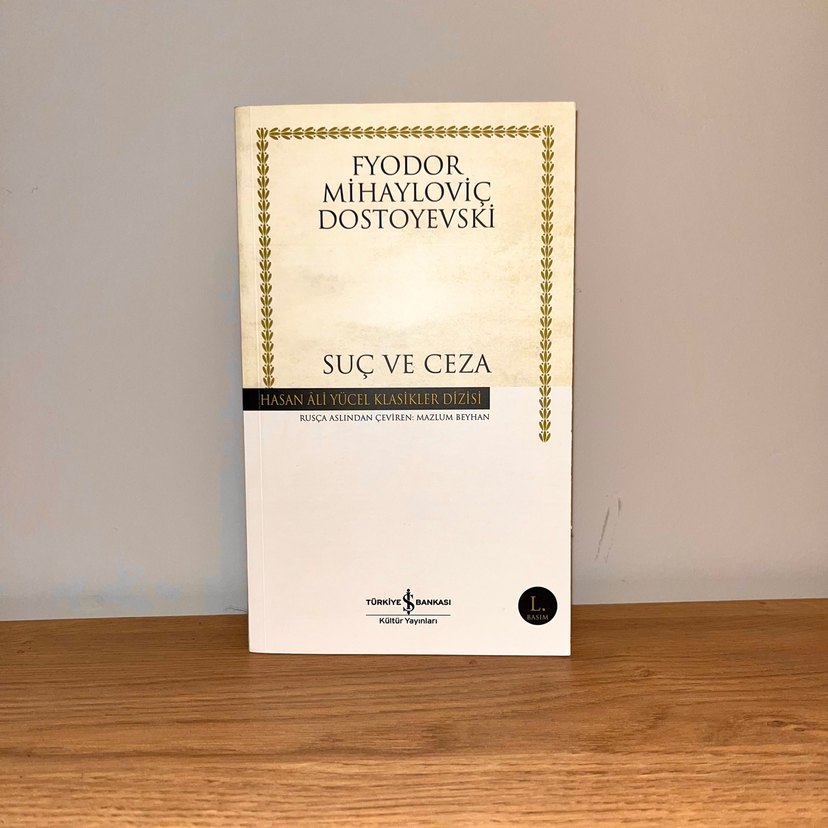 FYODOR
MİHAYLOVİÇ
DOSTOYEVSKİ
SUÇ VE CEZA
HASAN ÂLİ YÜCEL KLASİKLER DİZİSİ
RUSÇA ASLINDAN ÇEVİREN: MAZLUM BEYHAN
TÜRKİYE İŞ BANKASI
Kültür Yayınları
L.
BASIM